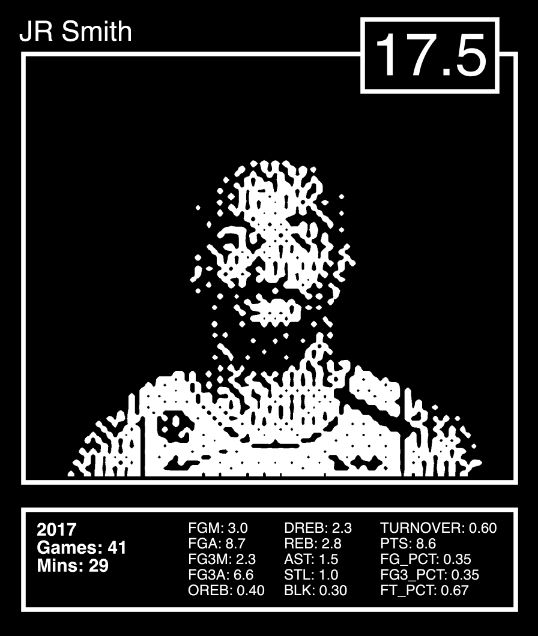 JR Smith
17.5
2017
Games: 41
Mins: 29
FGM: 3.0
FGA: 8.7
FG3M: 2.3
FG3A: 6.6
OREB: 0.40
DREB: 2.3
REB: 2.8
AST: 1.5
STL: 1.0
BLK: 0.30
TURNOVER: 0.60
PTS: 8.6
FG_PCT: 0.35
FG3_PCT: 0.35
FT_PCT: 0.67